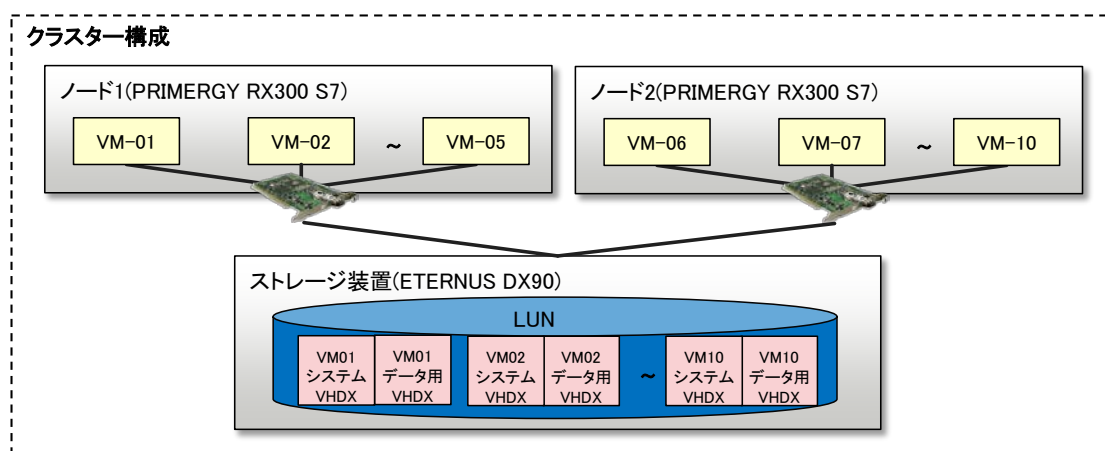 クラスター構成
ノード1(PRIMERGY RX300 S7)
VM-01
VM-02
~
VM-05
ノード2(PRIMERGY RX300 S7)
VM-06
VM-07
~
VM-10
ストレージ装置(ETERNUS DX90)
LUN
VM01
システム
VHDX
VM01
データ用
VHDX
VM02
システム
VHDX
VM02
データ用
VHDX
~
VM10
システム
VHDX
VM10
データ用
VHDX